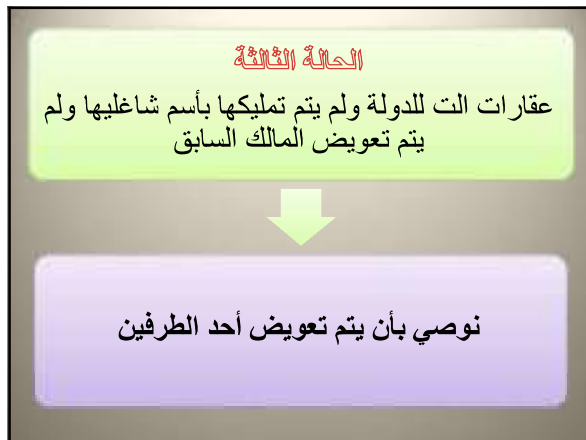 الحالة الثالثة
عقارات الت للدولة ولم يتم تمليكها بأسم شاغليها ولم
يتم تعويض المالك السابق
نوصي بأن يتم تعويض أحد الطرفين